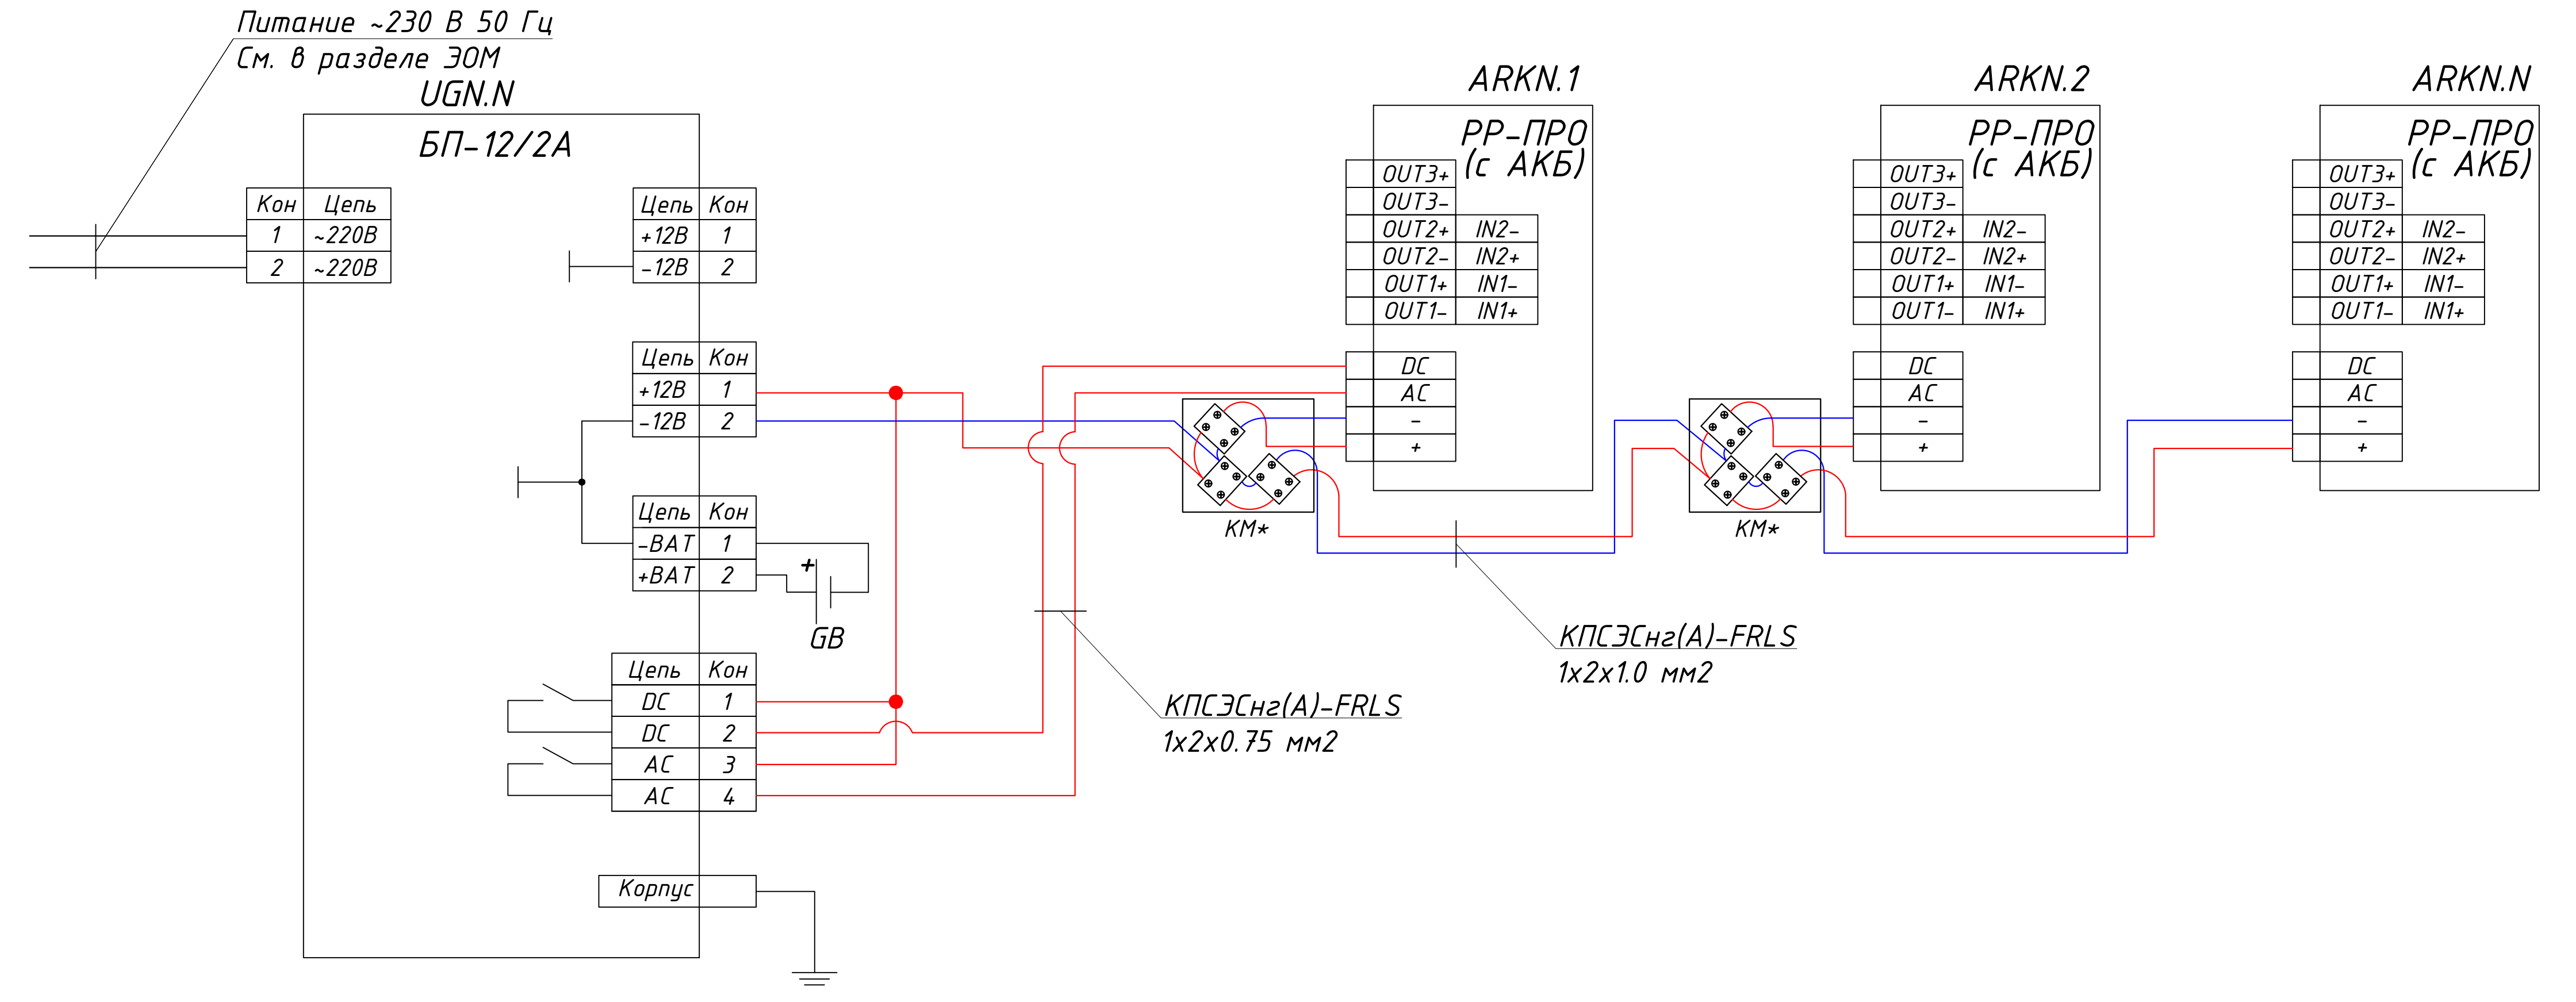 Питание ~230 В 50 Гц
См. в разделе ЭОМ
UGN.N
БП-12/2А
Кон Цепь
1 ~220В
2 ~220В
Цепь Кон
+12В 1
-12В 2
Цепь Кон
+12В 1
-12В 2
Цепь Кон
-BAT 1
+BAT 2
+
GB
Цепь Кон
DC 1
DC 2
AC 3
AC 4
Корпус
КПСЭСнг(А)-FRLS
1х2х0.75 мм2
ARKN.1
РР-ПРО
(с АКБ)
OUT3+
OUT3-
OUT2+ IN2-
OUT2- IN2+
OUT1+ IN1-
OUT1- IN1+
DC
AC
-
+
КМ*
КПСЭСнг(А)-FRLS
1х2х1.0 мм2
ARKN.2
РР-ПРО
(с АКБ)
OUT3+
OUT3-
OUT2+ IN2-
OUT2- IN2+
OUT1+ IN1-
OUT1- IN1+
DC
AC
-
+
КМ*
ARKN.N
РР-ПРО
(с АКБ)
OUT3+
OUT3-
OUT2+ IN2-
OUT2- IN2+
OUT1+ IN1-
OUT1- IN1+
DC
AC
-
+